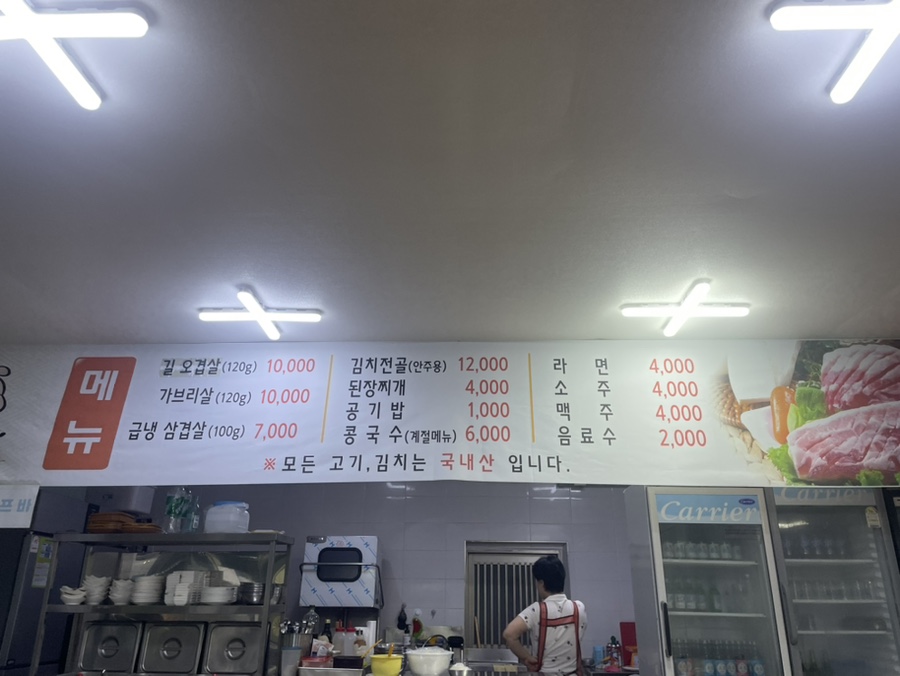 메뉴
길 오겹살(120g) 10,000
가브리살(120g) 10,000
급냉 삼겹살(100g) 7,000
김치전골(안주용) 12,000
된장찌개 4,000
공기밥 1,000
콩국수(계절메뉴) 6,000
라면 4,000
소주 4,000
맥주 4,000
음료수 2,000
※ 모든 고기,김치는 국내산 입니다.
프바
Carrier
Carrier